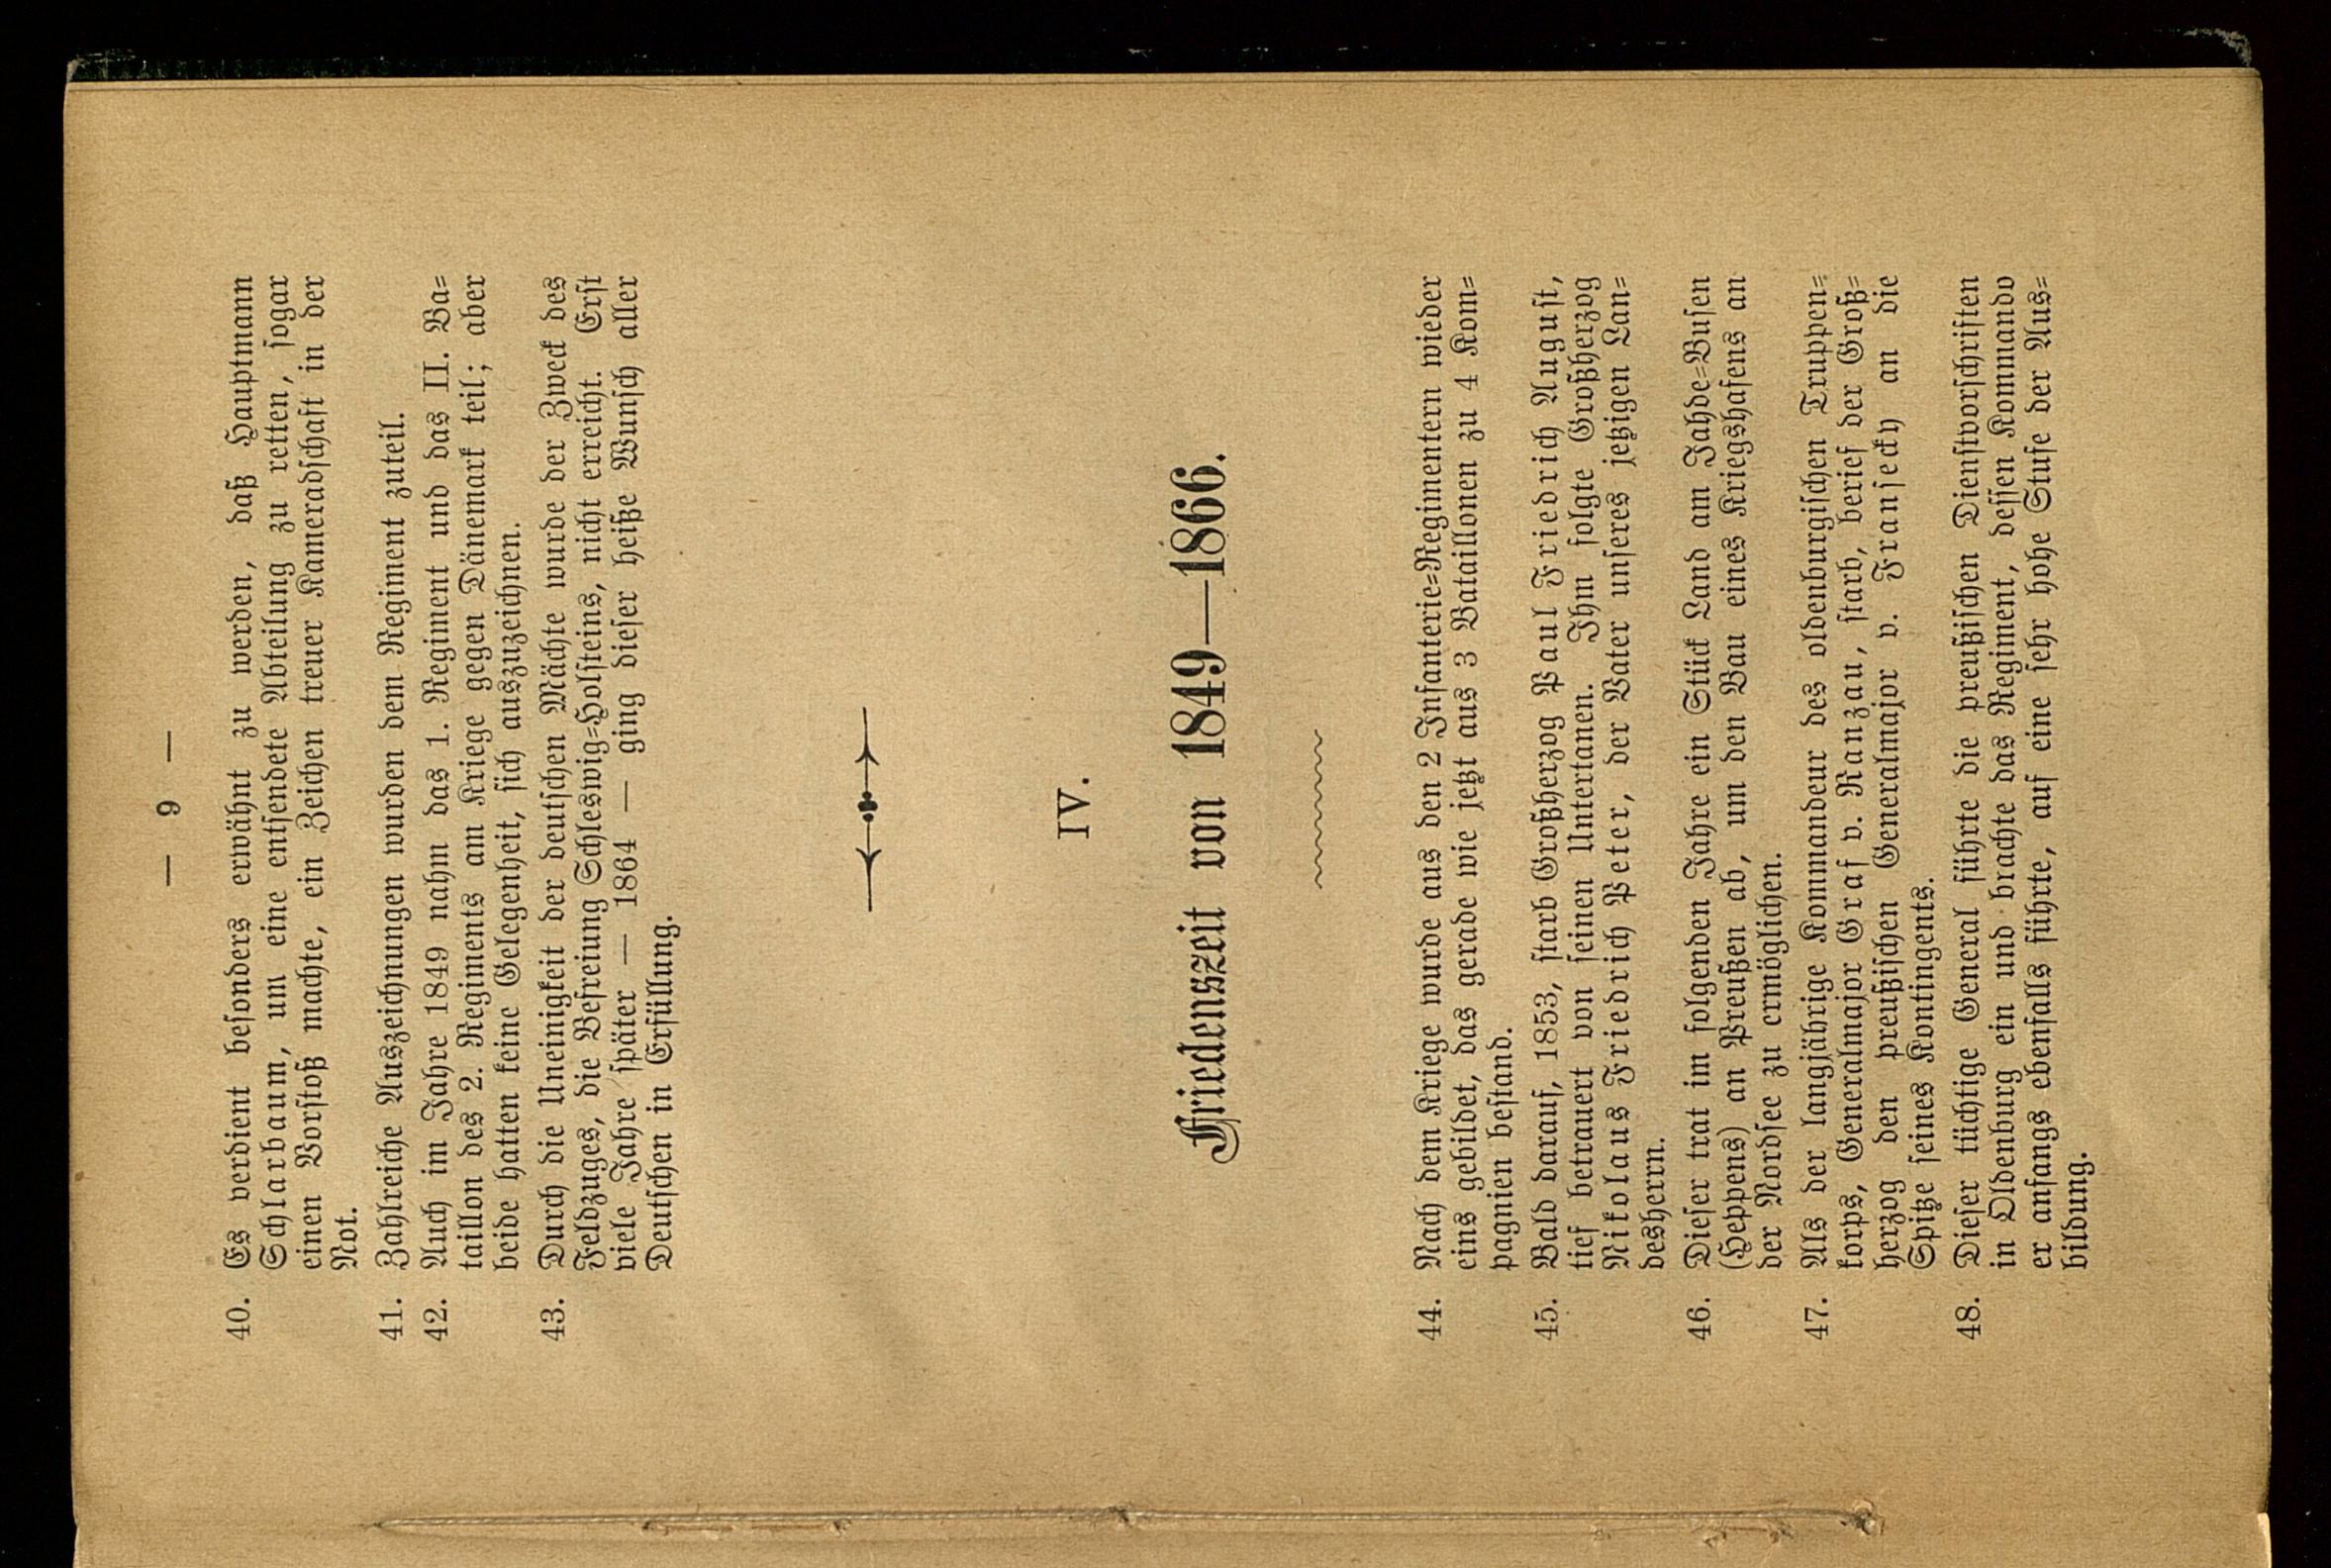 — 9 —
40. Es verdient besonders erwähnt zu werden, daß Hauptmann
Schlarbaum, um eine entsendete Abteilung zu retten, sogar
einen Vorstoß machte, ein Zeichen treuer Kameradschaft in der
Not.
41. Zahlreiche Auszeichnungen wurden dem Regiment zuteil.
42. Auch im Jahre 1849 nahm das 1. Regiment und das II. Ba=
taillon des 2. Regiments am Kriege gegen Dänemark teil; aber
beide hatten keine Gelegenheit, sich auszuzeichnen.
43. Durch die Uneinigkeit der deutschen Mächte wurde der Zweck des
Feldzuges, die Befreiung Schleswig=Holsteins, nicht erreicht. Erst
viele Jahre später — 1864 — ging dieser heiße Wunsch aller
Deutschen in Erfüllung.
IV.
Friedenszeit von 1849—1866.
44. Nach dem Kriege wurde aus den 2 Infanterie=Regimentern wieder
eins gebildet, das gerade wie jetzt aus 3 Bataillonen zu 4 Kom=
pagnien bestand.
45. Bald darauf, 1853, starb Großherzog Paul Friedrich August,
tief betrauert von seinen Untertanen. Ihm folgte Großherzog
Nikolaus Friedrich Peter, der Vater unseres jetzigen Lan=
desherrn.
46. Dieser trat im folgenden Jahre ein Stück Land am Jahde=Busen
(Heppens) an Preußen ab, um den Bau eines Kriegshafens an
der Nordsee zu ermöglichen.
47. Als der langjährige Kommandeur des oldenburgischen Truppen=
korps, Generalmajor Graf v. Ranzau, starb, berief der Groß=
herzog den preußischen Generalmajor v. Fransecky an die
Spitze seines Kontingents.
48. Dieser tüchtige General führte die preußischen Dienstvorschriften
in Oldenburg ein und brachte das Regiment, dessen Kommando
er anfangs ebenfalls führte, auf eine sehr hohe Stufe der Aus=
bildung.